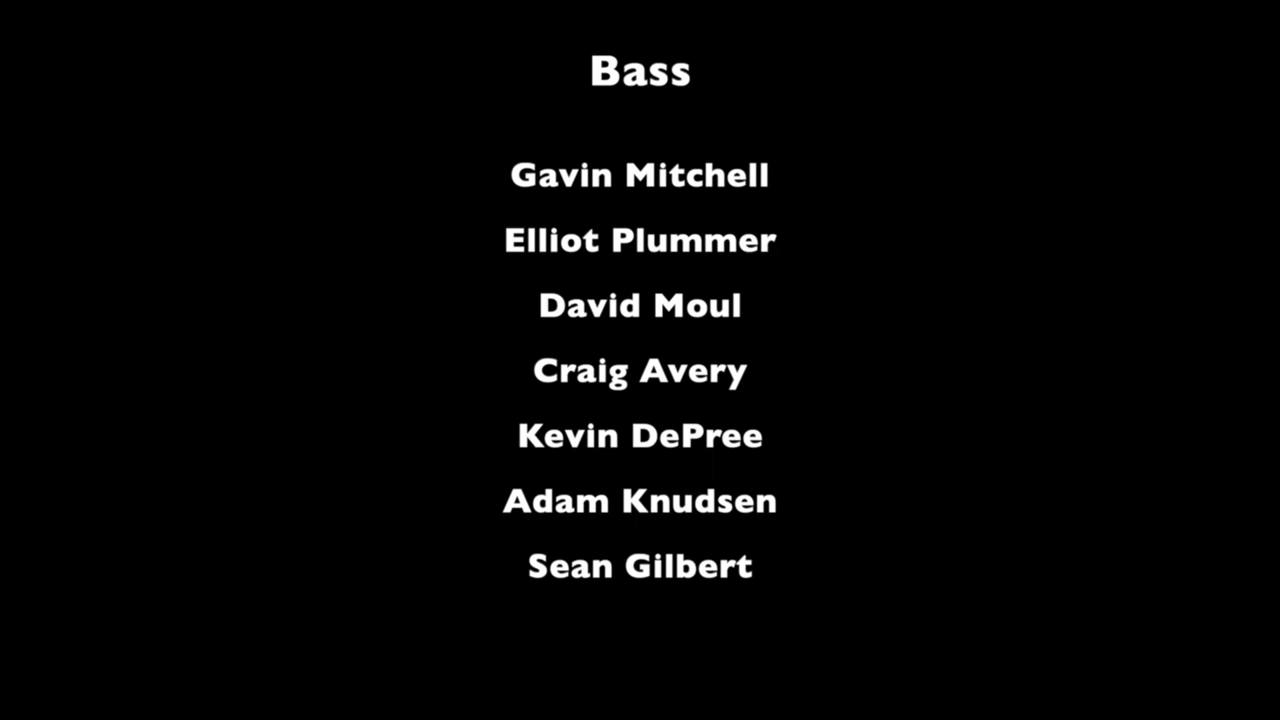 Bass
Gavin Mitchell
Elliot Plummer
David Moul
Craig Avery
Kevin DePree
Adam Knudsen
Sean Gilbert